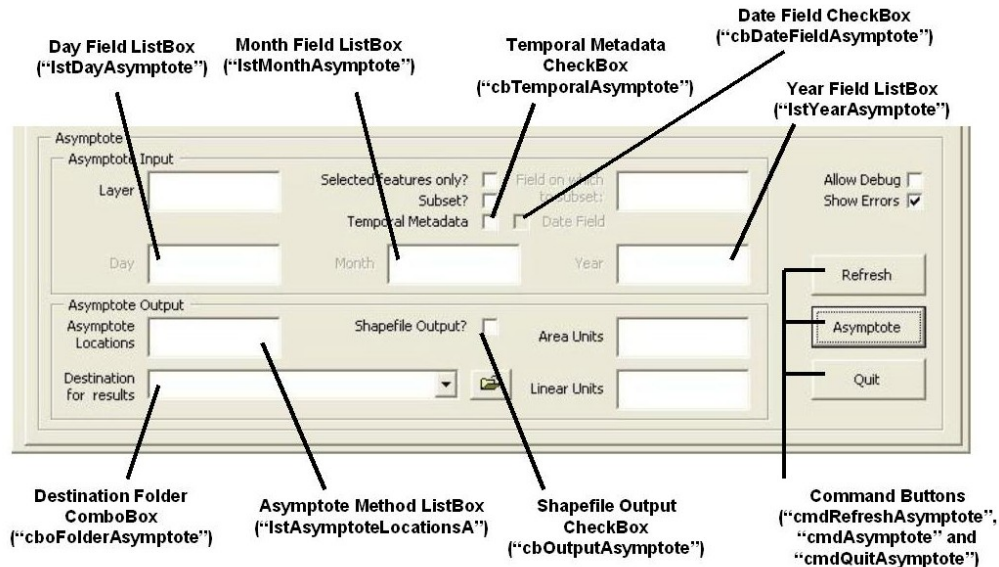 Date Field CheckBox
(“cbDateFieldAsymptote”)
Day Field ListBox
(“lstDayAsymptote”)
Month Field ListBox
“lstMonthAsymptote”)
Temporal Metadata
CheckBox
(“cbTemporalAsymptote”)
Year Field ListBox
(“lstYearAsymptote”)
Asymptote
Asymptote Input
Layer
Selected features only?
Field on which
to subset:
Subset?
Temporal Metadata
Date Field
Allow Debug
Show Errors
Day
Month
Year
Refresh
Asymptote Output
Asymptote
Locations
Shapefile Output?
Area Units
Asymptote
Destination
for results
Linear Units
Quit
Destination Folder
ComboBox
(“cboFolderAsymptote”)
Asymptote Method ListBox
(“lstAsymptoteLocationsA”)
Shapefile Output
CheckBox
(“cbOutputAsymptote”)
Command Buttons
(“cmdRefreshAsymptote”,
“cmdAsymptote” and
“cmdQuitAsymptote”)